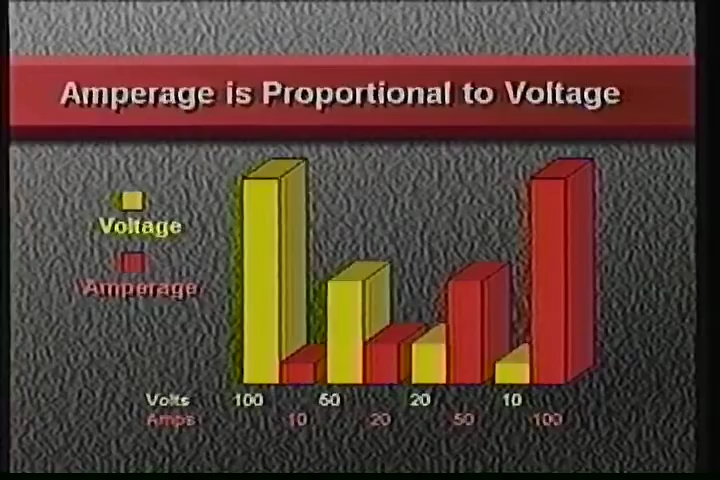 Amperage is Proportional to Voltage
Voltage
Amperage
Volts 100 50 20 10
Amps 10 20 50 100